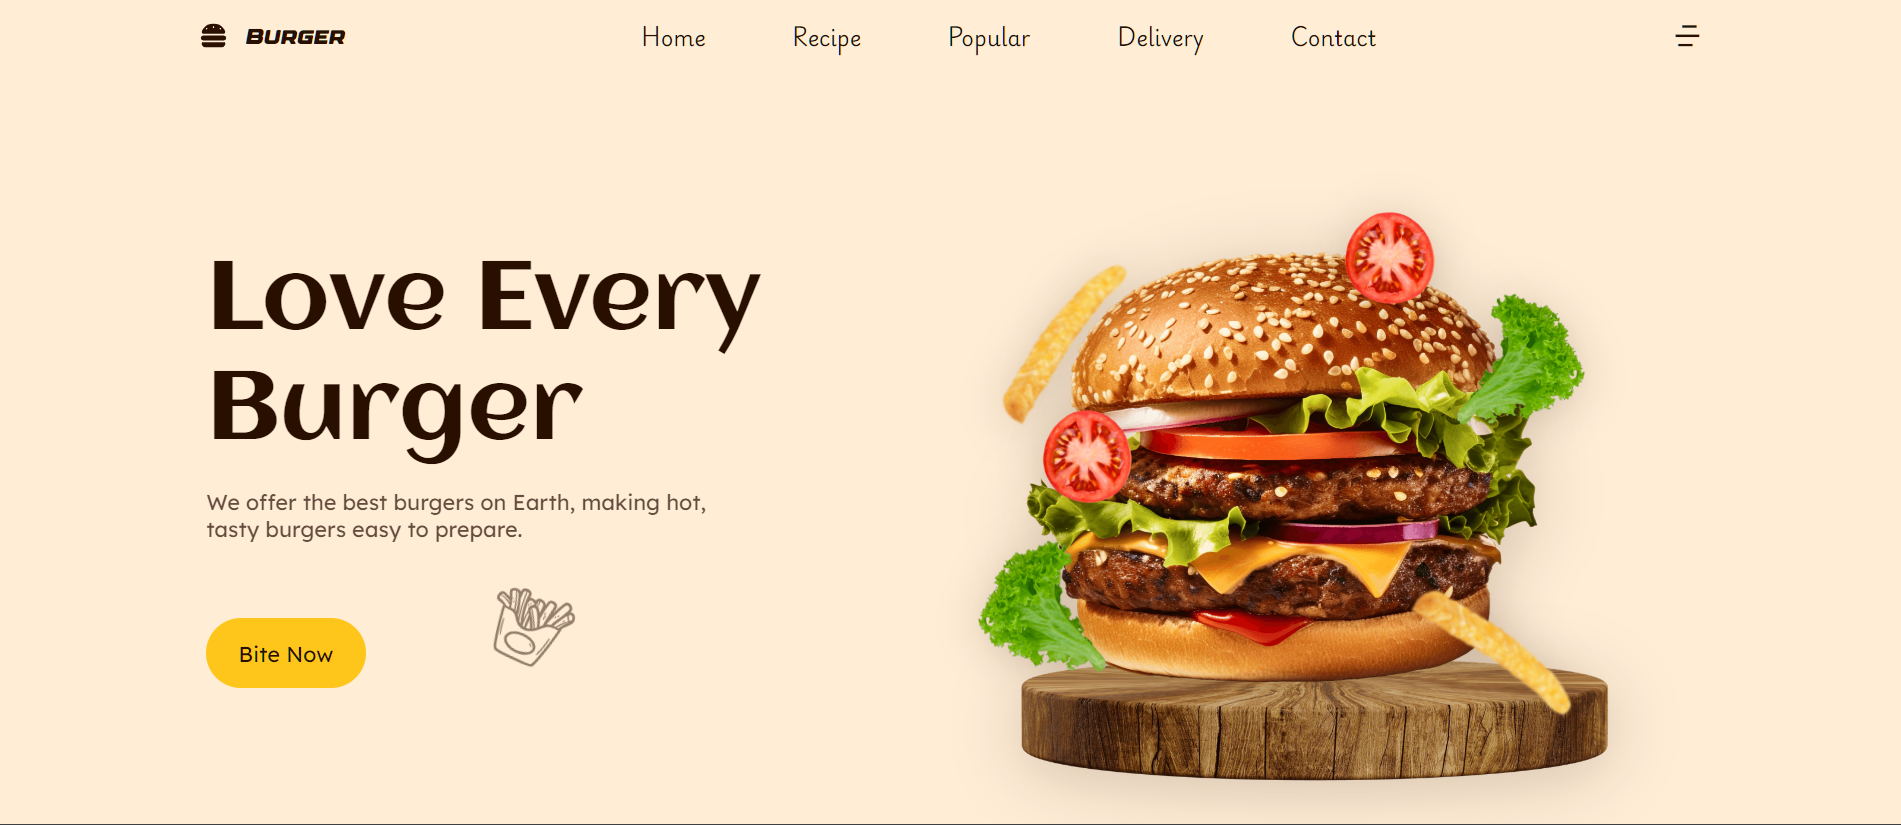 BURGER
Home
Recipe
Popular
Delivery
Contact
Love Every
Burger
We offer the best burgers on Earth, making hot,
tasty burgers easy to prepare.
Bite Now